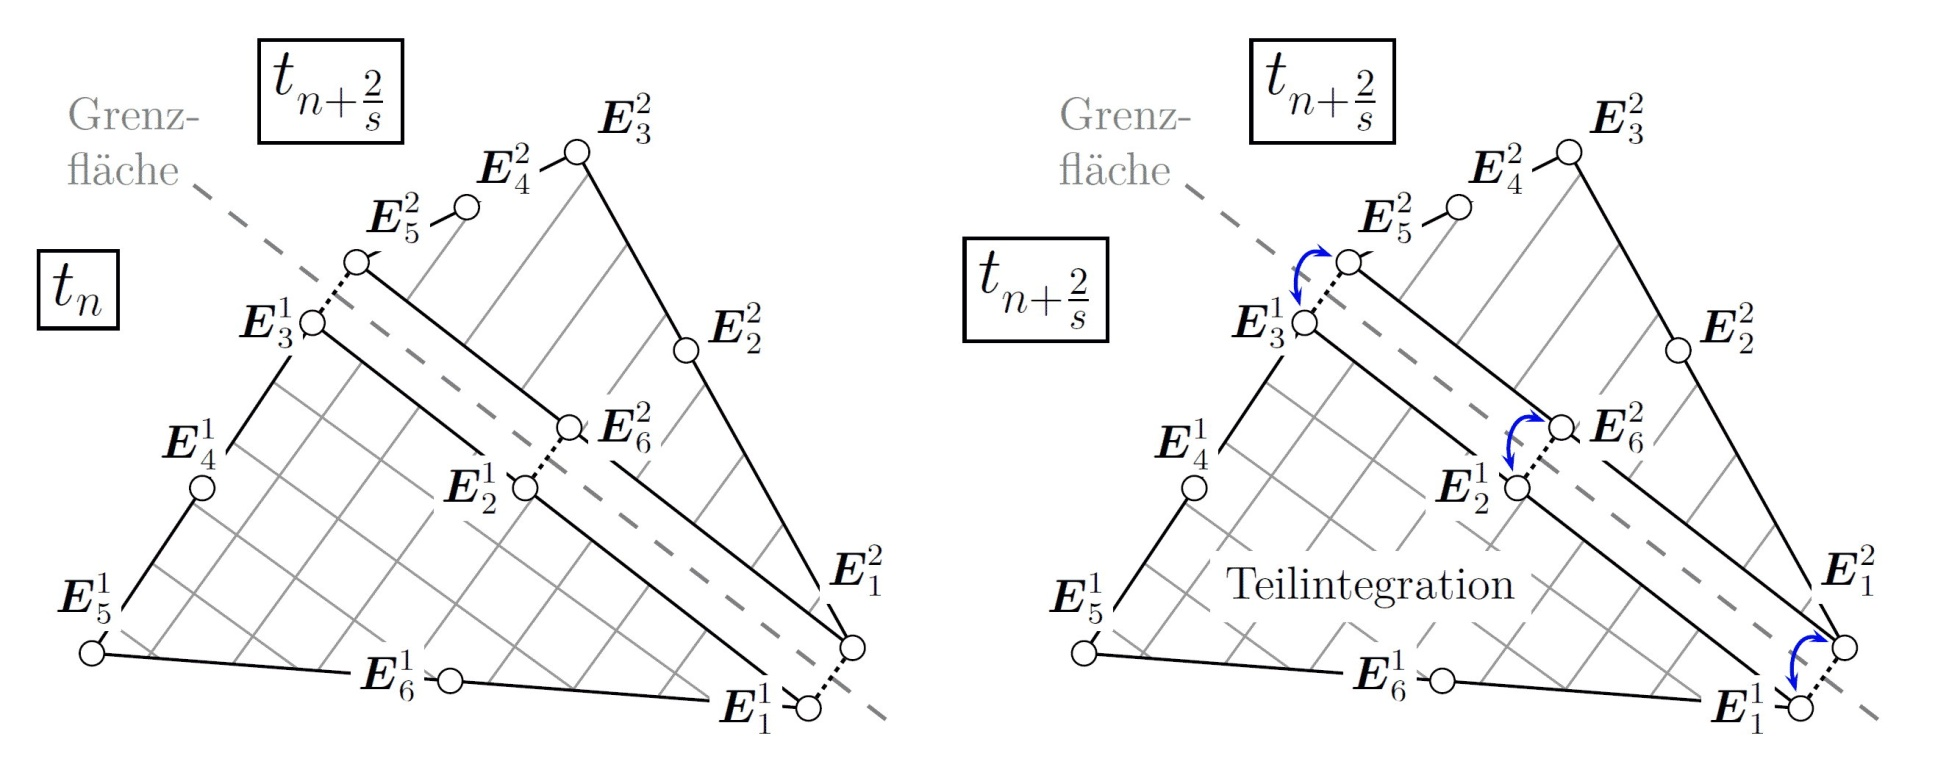 t_{n+\frac{2}{s}}
Grenz-
fläche
t_n
E_3^2
E_4^2
E_5^2
E_3^1
E_2^2
E_4^1
E_6^2
E_2^1
E_5^1
E_1^2
E_6^1
E_1^1
t_{n+\frac{2}{s}}
Grenz-
fläche
t_{n+\frac{2}{s}}
E_3^2
E_4^2
E_5^2
E_3^1
E_2^2
E_4^1
E_6^2
E_2^1
Teilintegration
E_5^1
E_1^2
E_6^1
E_1^1